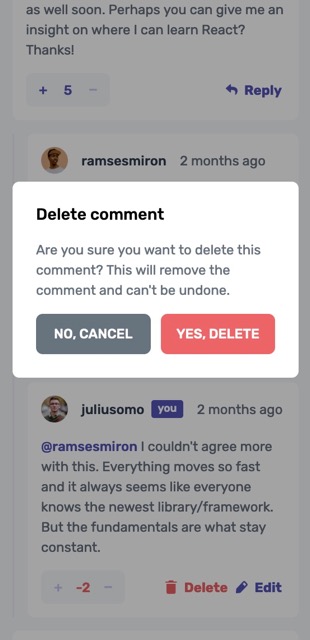 as well soon. Perhaps you can give me an
insight on where I can learn React?
Thanks!
+ 5 −
Reply
ramsesmiron 2 months ago
Delete comment
Are you sure you want to delete this
comment? This will remove the
comment and can't be undone.
NO, CANCEL YES, DELETE
juliusomo you 2 months ago
@ramsesmiron I couldn't agree more
with this. Everything moves so fast
and it always seems like everyone
knows the newest library/framework.
But the fundamentals are what stay
constant.
+ -2 − Delete Edit